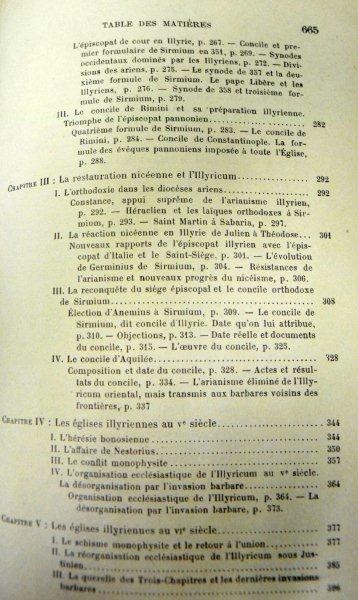 TABLE DES MATIÈRES 665
L'épiscopat de cour en Illyrie, p. 267. — Concile et pre-
mier formulaire de Sirmium en 351, p. 269. — Synodes
occidentaux dominés par les Illyriens, p. 272. — Divi-
sions des ariens, p. 275. — Le synode de 357 et la deu-
xième formule de Sirmium. Le pape Libère et les
Illyriens, p. 276. — Synode de 358 et troisième for-
mule de Sirmium, p. 279.
III. Le concile de Rimini et sa préparation illyrienne.
Triomphe de l'épiscopat pannonien 282
Quatrième formule de Sirmium, p. 283. — Le concile de
Rimini, p. 284. — Concile de Constantinople. La for-
mule des évêques pannoniens imposée à toute l'Église,
p. 288.
CHAPITRE III : La restauration nicéenne et l'Illyricum 292
I. L'orthodoxie dans les diocèses ariens 292
Constance, appui suprême de l'arianisme illyrien,
p. 292. — Héraclien et les laïques orthodoxes à Sir-
mium, p. 295. — Saint Martin à Sabaria, p. 297.
II. La réaction nicéenne en Illyrie de Julien à Théodose 301
Nouveaux rapports de l'épiscopat illyrien avec l'épis-
copat d'Italie et le Saint-Siège, p. 301. — L'évolution
de Germinius de Sirmium, p. 304. — Résistances de
l'arianisme et nouveaux progrès du nicéisme, p. 306.
III. La reconquête du siège épiscopal et le concile orthodoxe
de Sirmium 308
Élection d'Anemius à Sirmium, p. 309. — Le concile de
Sirmium, dit concile d'Illyrie. Date qu'on lui attribue,
p. 310. — Objections, p. 313. — Date réelle et documents
du concile, p. 315. — L'œuvre du concile, p. 325.
IV. Le concile d'Aquilée 328
Composition et date du concile, p. 328. — Actes et résul-
tats du concile, p. 334. — L'arianisme éliminé de l'Illy-
ricum oriental, mais transmis aux barbares voisins des
frontières, p. 337
CHAPITRE IV : Les églises illyriennes au Vᵉ siècle 344
I. L'hérésie bonosienne 344
II. L'affaire de Nestorius 350
III. Le conflit monophysite 357
IV. L'organisation ecclésiastique de l'Illyricum au Vᵉ siècle.
La désorganisation par l'invasion barbare 364
Organisation ecclésiastique de l'Illyricum, p. 364. — La
désorganisation par l'invasion barbare, p. 373.
CHAPITRE V : Les églises illyriennes au VIᵉ siècle 377
I. Le schisme monophysite et le retour à l'union 377
II. La réorganisation ecclésiastique de l'Illyricum sous Jus-
tinien 385
III. La querelle des Trois-Chapitres et les dernières invasions
barbares 396